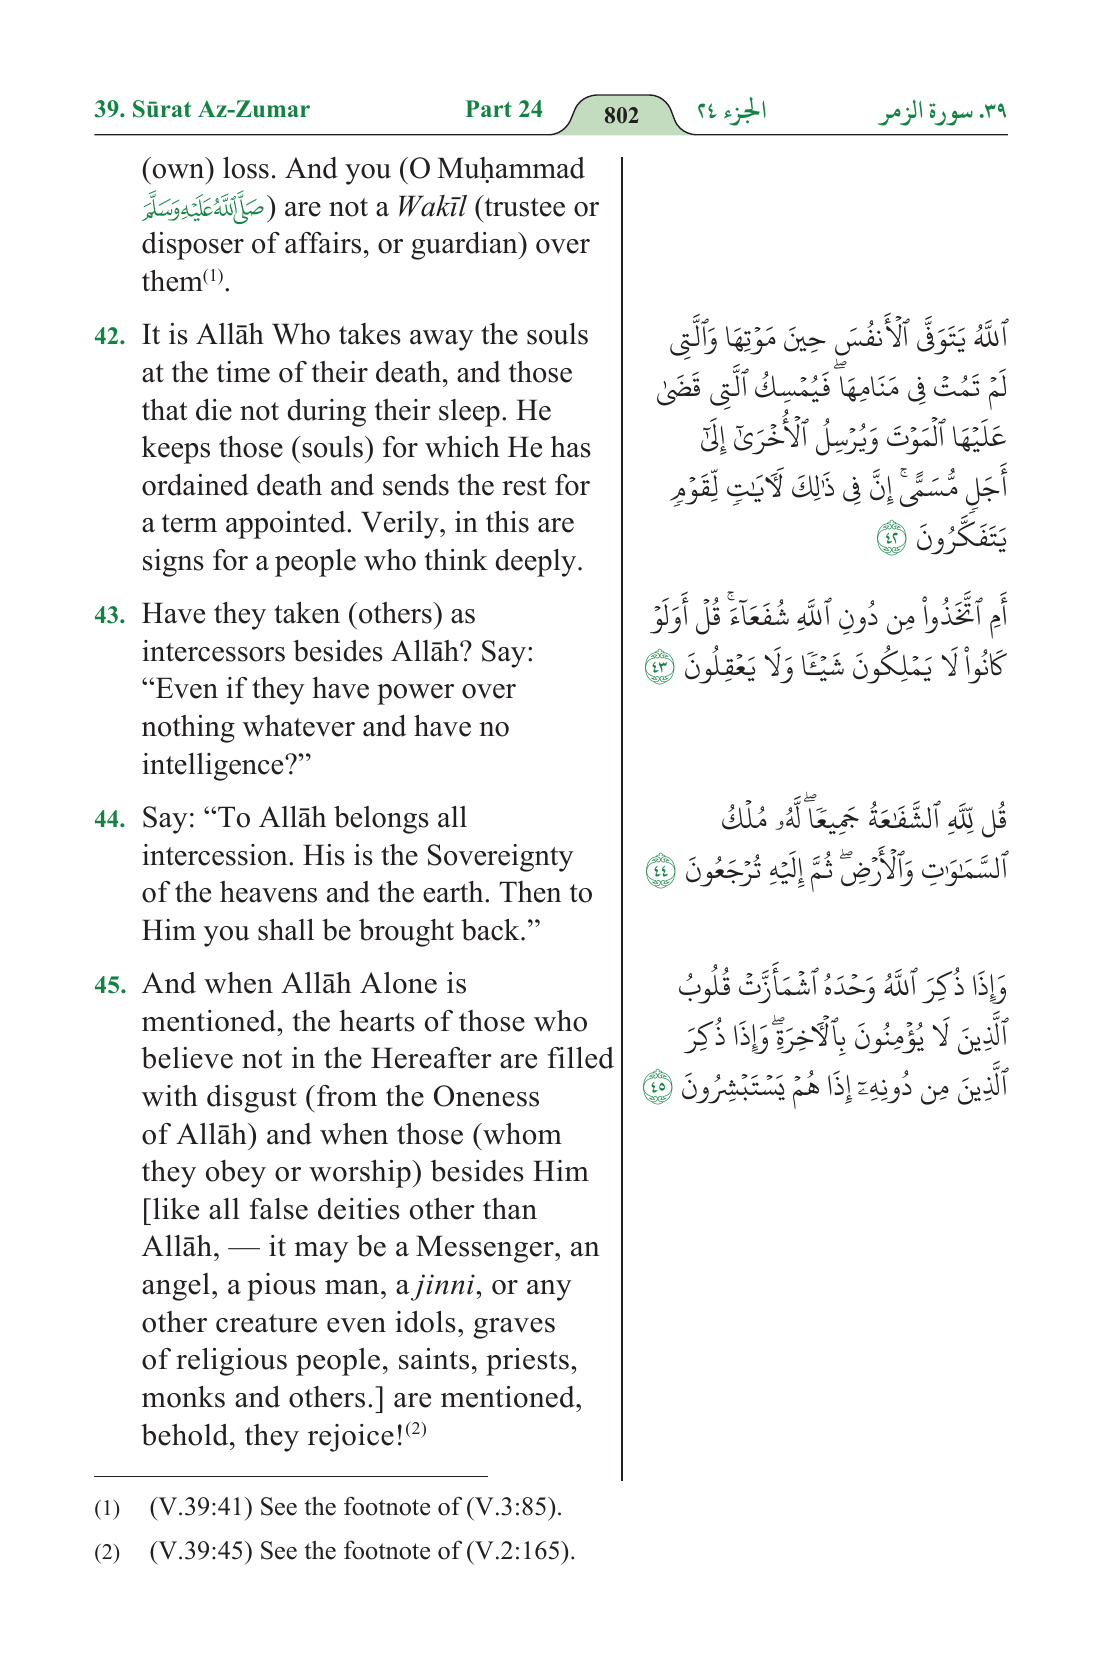 39. Sūrat Az-Zumar Part 24 802 الجزء ٢٤ ٣٩. سورة الزمر
(own) loss. And you (O Muḥammad
صَلَّى اللَّهُ عَلَيْهِ وَسَلَّمَ) are not a Wakīl (trustee or
disposer of affairs, or guardian) over
them(1).
42. It is Allāh Who takes away the souls
at the time of their death, and those
that die not during their sleep. He
keeps those (souls) for which He has
ordained death and sends the rest for
a term appointed. Verily, in this are
signs for a people who think deeply.
ٱللَّهُ يَتَوَفَّى ٱلْأَنفُسَ حِينَ مَوْتِهَا وَٱلَّتِى
لَمْ تَمُتْ فِى مَنَامِهَا ۖ فَيُمْسِكُ ٱلَّتِى قَضَىٰ
عَلَيْهَا ٱلْمَوْتَ وَيُرْسِلُ ٱلْأُخْرَىٰٓ إِلَىٰٓ
أَجَلٍ مُّسَمًّى ۚ إِنَّ فِى ذَٰلِكَ لَـَٔايَـٰتٍ لِّقَوْمٍ
يَتَفَكَّرُونَ ٤٢
43. Have they taken (others) as
intercessors besides Allāh? Say:
“Even if they have power over
nothing whatever and have no
intelligence?”
أَمِ ٱتَّخَذُوا۟ مِن دُونِ ٱللَّهِ شُفَعَآءَ ۚ قُلْ أَوَلَوْ
كَانُوا۟ لَا يَمْلِكُونَ شَيْـًٔا وَلَا يَعْقِلُونَ ٤٣
44. Say: “To Allāh belongs all
intercession. His is the Sovereignty
of the heavens and the earth. Then to
Him you shall be brought back.”
قُل لِّلَّهِ ٱلشَّفَـٰعَةُ جَمِيعًا ۖ لَّهُۥ مُلْكُ
ٱلسَّمَـٰوَٰتِ وَٱلْأَرْضِ ۖ ثُمَّ إِلَيْهِ تُرْجَعُونَ ٤٤
45. And when Allāh Alone is
mentioned, the hearts of those who
believe not in the Hereafter are filled
with disgust (from the Oneness
of Allāh) and when those (whom
they obey or worship) besides Him
[like all false deities other than
Allāh, — it may be a Messenger, an
angel, a pious man, a jinni, or any
other creature even idols, graves
of religious people, saints, priests,
monks and others.] are mentioned,
behold, they rejoice!(2)
وَإِذَا ذُكِرَ ٱللَّهُ وَحْدَهُ ٱشْمَأَزَّتْ قُلُوبُ
ٱلَّذِينَ لَا يُؤْمِنُونَ بِٱلْـَٔاخِرَةِ ۖ وَإِذَا ذُكِرَ
ٱلَّذِينَ مِن دُونِهِۦٓ إِذَا هُمْ يَسْتَبْشِرُونَ ٤٥
(1) (V.39:41) See the footnote of (V.3:85).
(2) (V.39:45) See the footnote of (V.2:165).